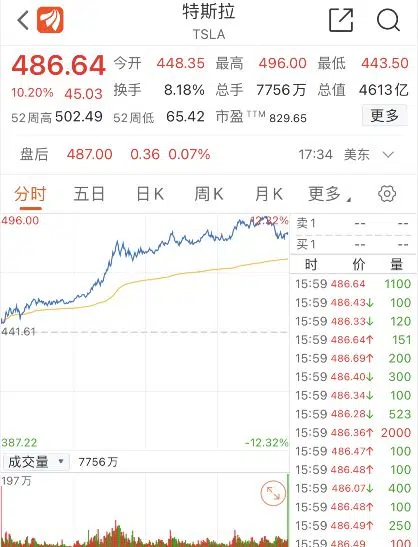 特斯拉
TSLA
486.64 今开 448.35 最高 496.00 最低 443.50
10.20% 45.03 换手 8.18% 总手 7756万 总值 4613亿
52周高 502.49 52周低 65.42 市盈TTM 829.65 更多
盘后 487.00 0.36 0.07% 17:34 美东
分时 五日 日K 周K 月K 更多
496.00 12.32% 卖1 -- --
买1 -- --
时 价 量
15:59 486.64 1100
15:59 486.43↓ 100
15:59 486.33↓ 120
441.61 15:59 486.64↑ 151
15:59 486.69↑ 200
15:59 486.40↓ 300
15:59 486.34↓ 100
15:59 486.28↓ 523
387.22 -12.32% 15:59 486.36↑ 2000
成交量 7756万 15:59 486.47↑ 100
197万 15:59 486.48↑ 100
15:59 486.07↓ 400
15:59 486.48↑ 100
15:59 486.49↑ 250
15:59 486.48↓ 100